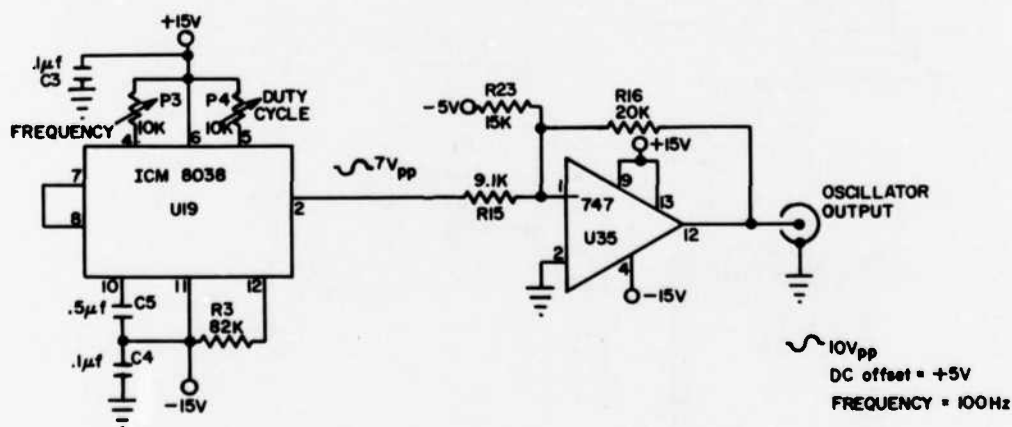 +15V
.1µf
C3
P3
10K
P4
10K
DUTY
CYCLE
FREQUENCY
4
6
5
ICM 8038
U19
7
8
2
10
11
12
.5µf
C5
R3
82K
.1µf
C4
-15V
7Vpp
9.1K
R15
-5V
R23
15K
R16
20K
+15V
1
2
747
U35
9
13
12
4
-15V
OSCILLATOR
OUTPUT
10Vpp
DC offset = +5V
FREQUENCY = 100Hz